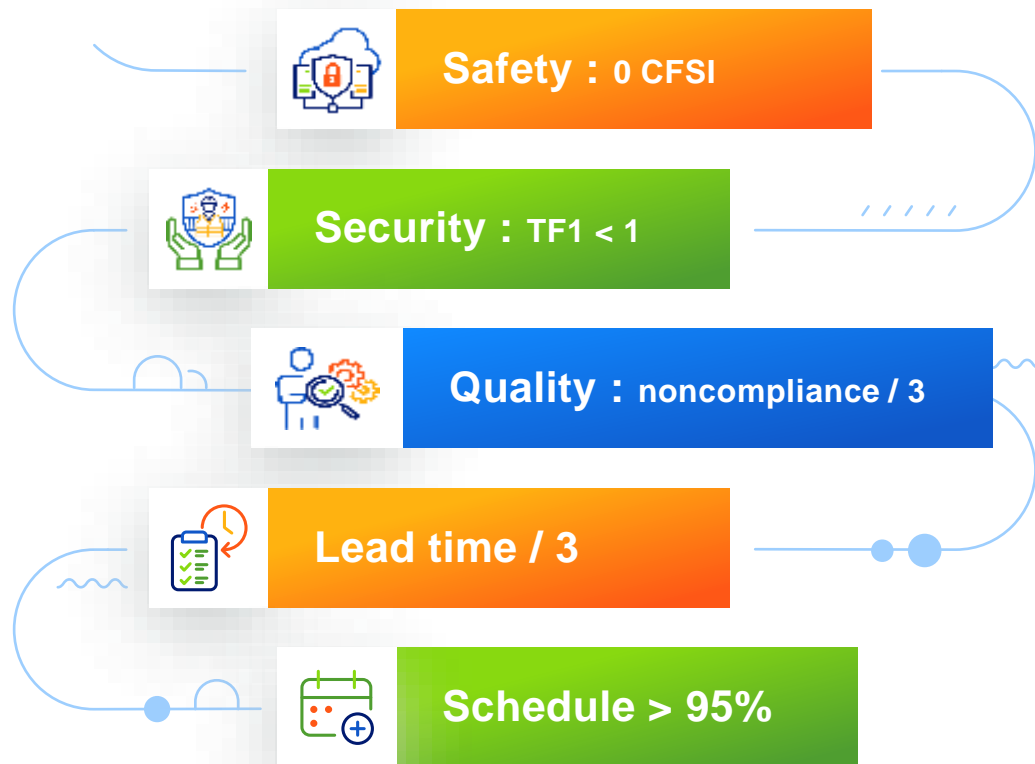 Safety : 0 CFSI
Security : TF1 < 1
Quality : noncompliance / 3
Lead time / 3
Schedule > 95%